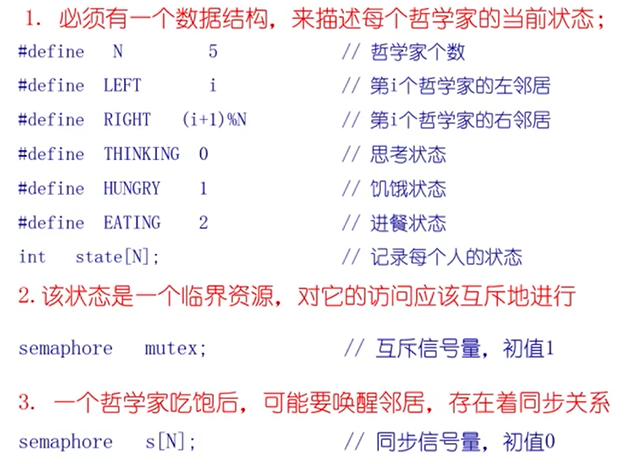 1. 必须有一个数据结构，来描述每个哲学家的当前状态；
#define N 5 // 哲学家个数
#define LEFT i // 第i个哲学家的左邻居
#define RIGHT (i+1)%N // 第i个哲学家的右邻居
#define THINKING 0 // 思考状态
#define HUNGRY 1 // 饥饿状态
#define EATING 2 // 进餐状态
int state[N]; // 记录每个人的状态
2.该状态是一个临界资源，对它的访问应该互斥地进行
semaphore mutex; // 互斥信号量，初值1
3. 一个哲学家吃饱后，可能要唤醒邻居，存在着同步关系
semaphore s[N]; // 同步信号量，初值0